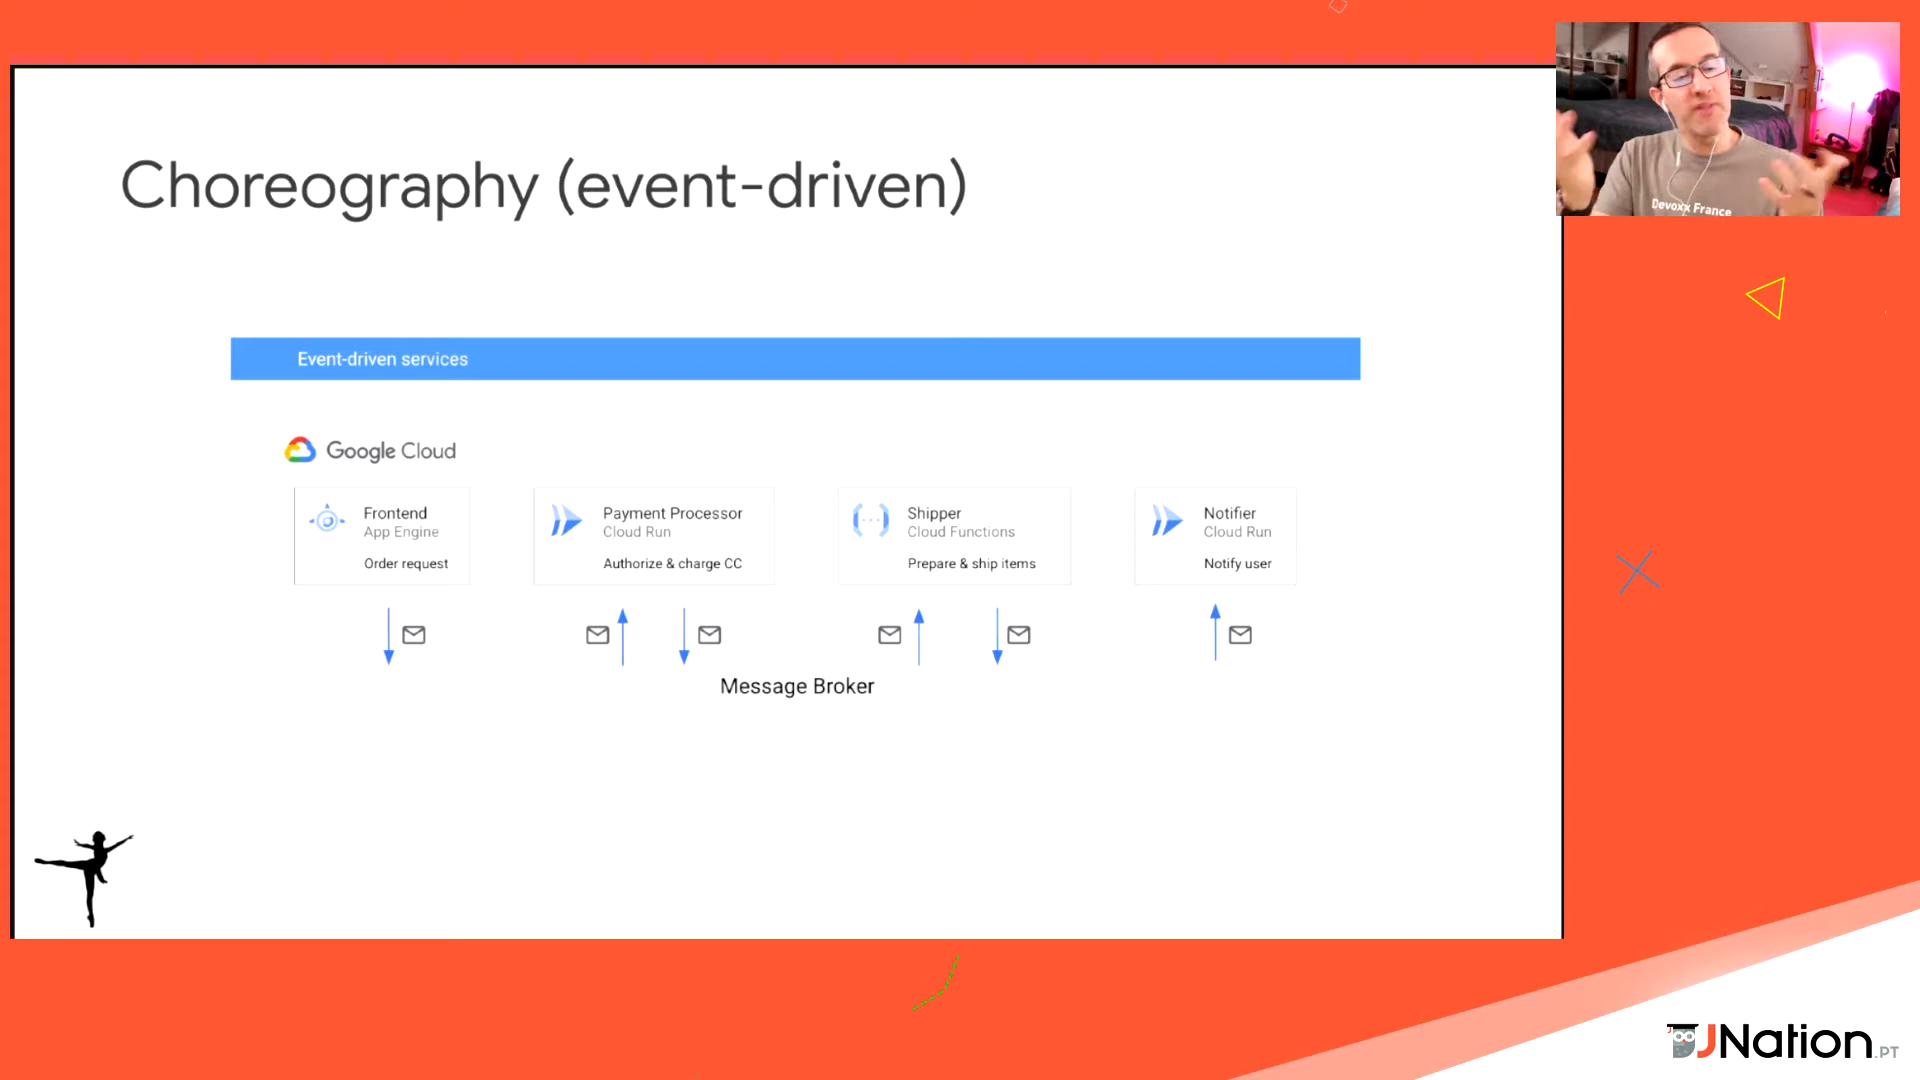 Choreography (event-driven)
Devoxx France
Event-driven services
Google Cloud
Frontend
App Engine
Order request
Payment Processor
Cloud Run
Authorize & charge CC
Shipper
Cloud Functions
Prepare & ship items
Notifier
Cloud Run
Notify user
Message Broker
JNation.PT